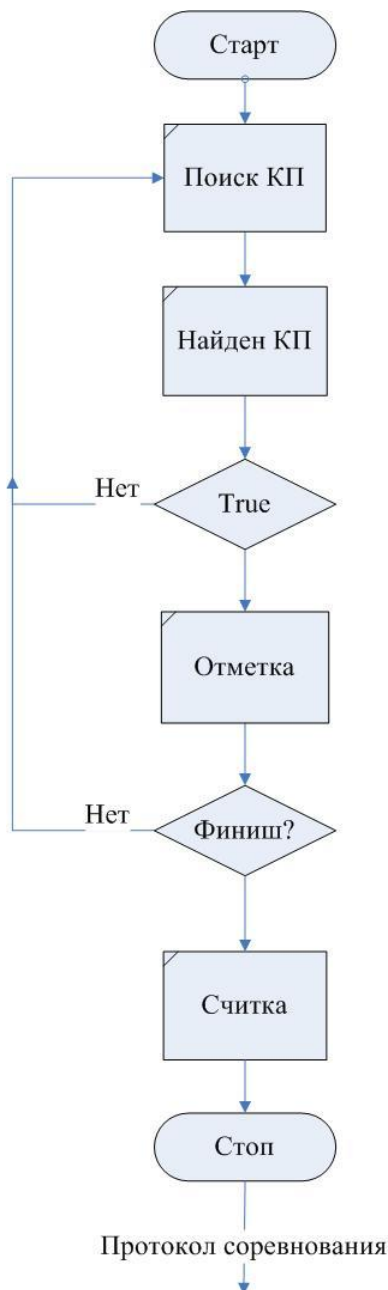 Старт
Поиск КП
Найден КП
Нет
True
Отметка
Нет
Финиш?
Считка
Стоп
Протокол соревнования